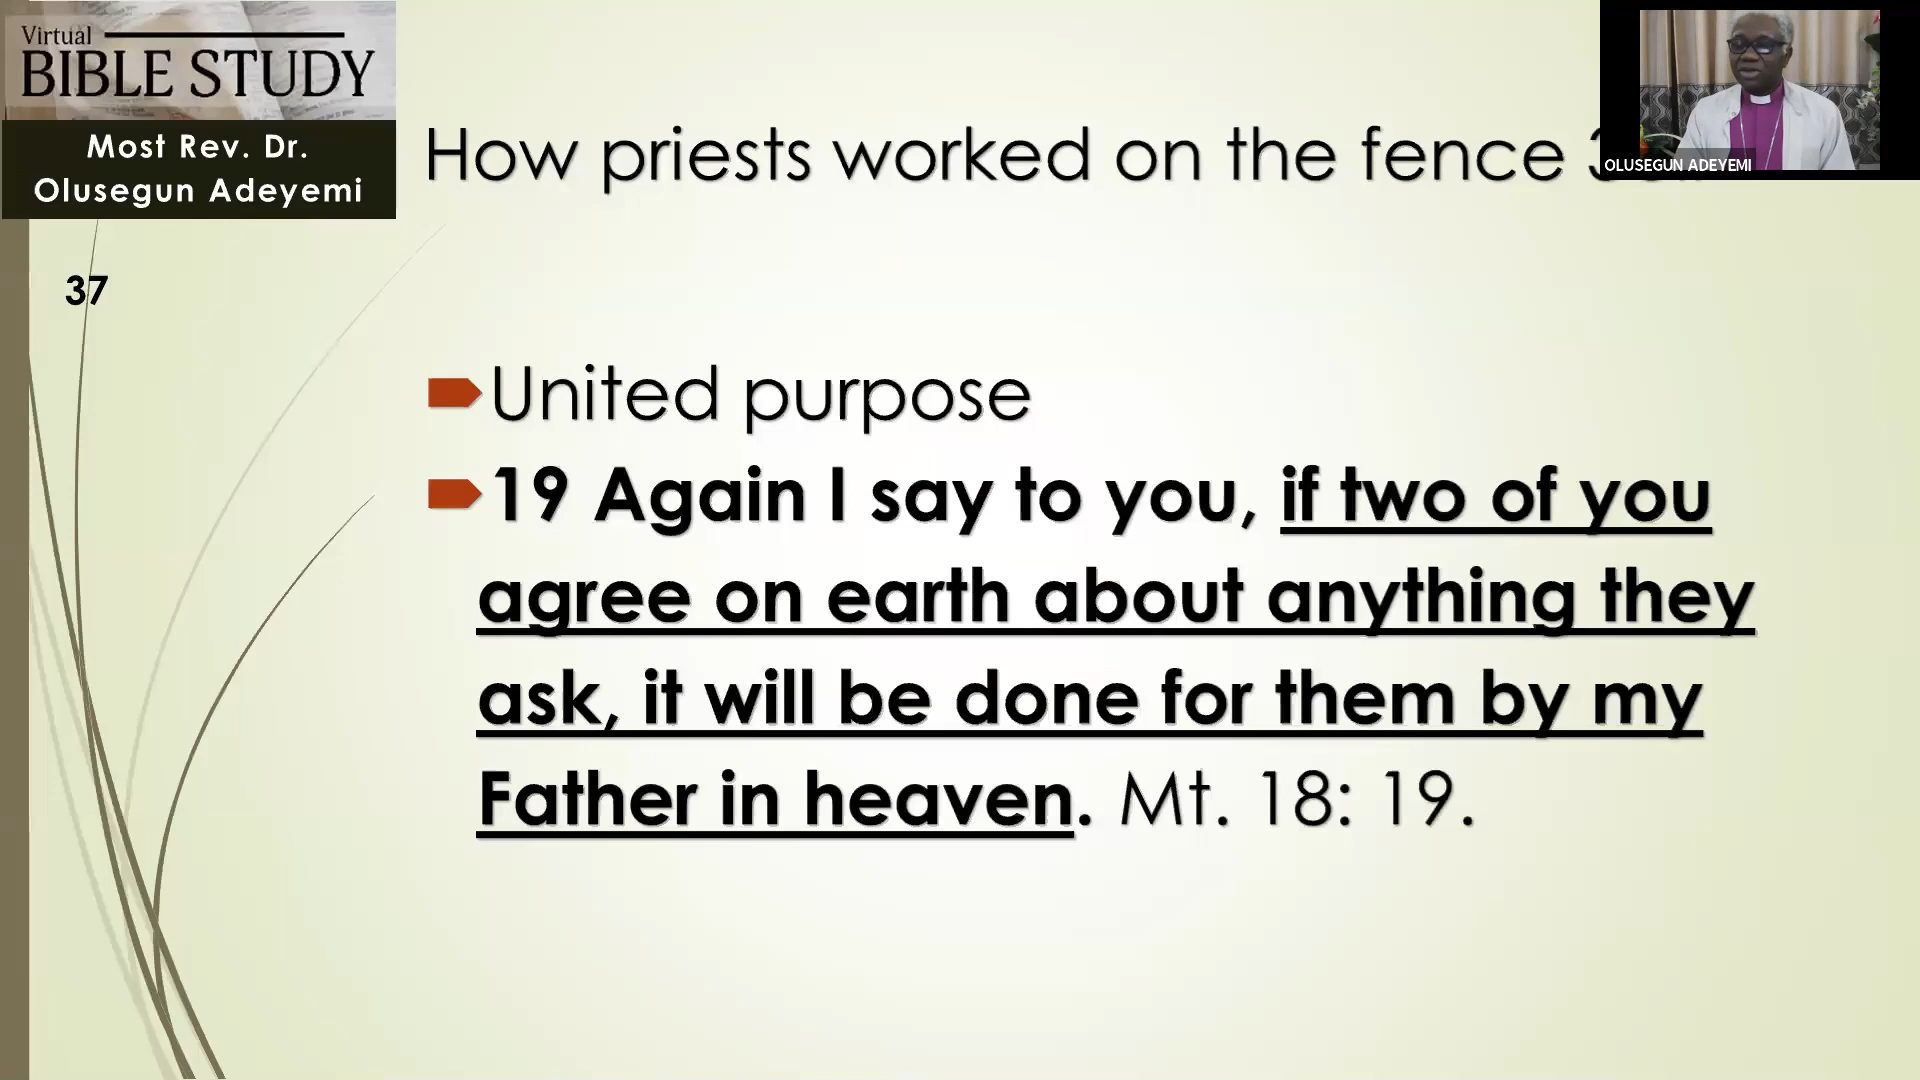 Virtual
BIBLE STUDY
Most Rev. Dr.
Olusegun Adeyemi
How priests worked on the fence
OLUSEGUN ADEYEMI
37
United purpose
19 Again I say to you, if two of you
agree on earth about anything they
ask, it will be done for them by my
Father in heaven. Mt. 18: 19.